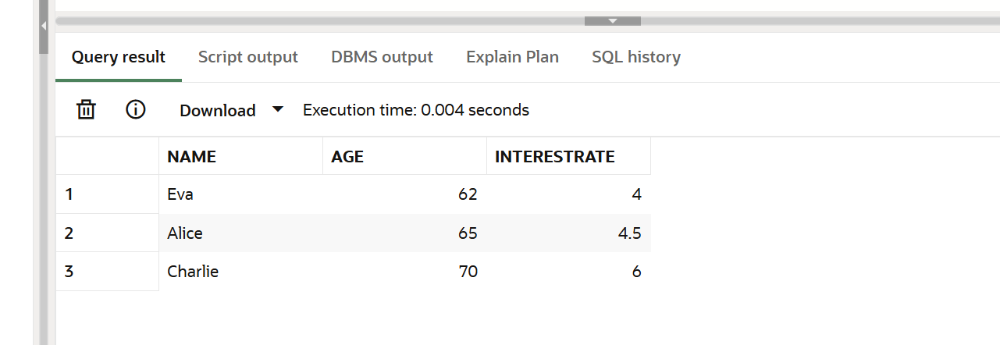 Query result Script output DBMS output Explain Plan SQL history
Download Execution time: 0.004 seconds
NAME AGE INTERESTRATE
1 Eva 62 4
2 Alice 65 4.5
3 Charlie 70 6